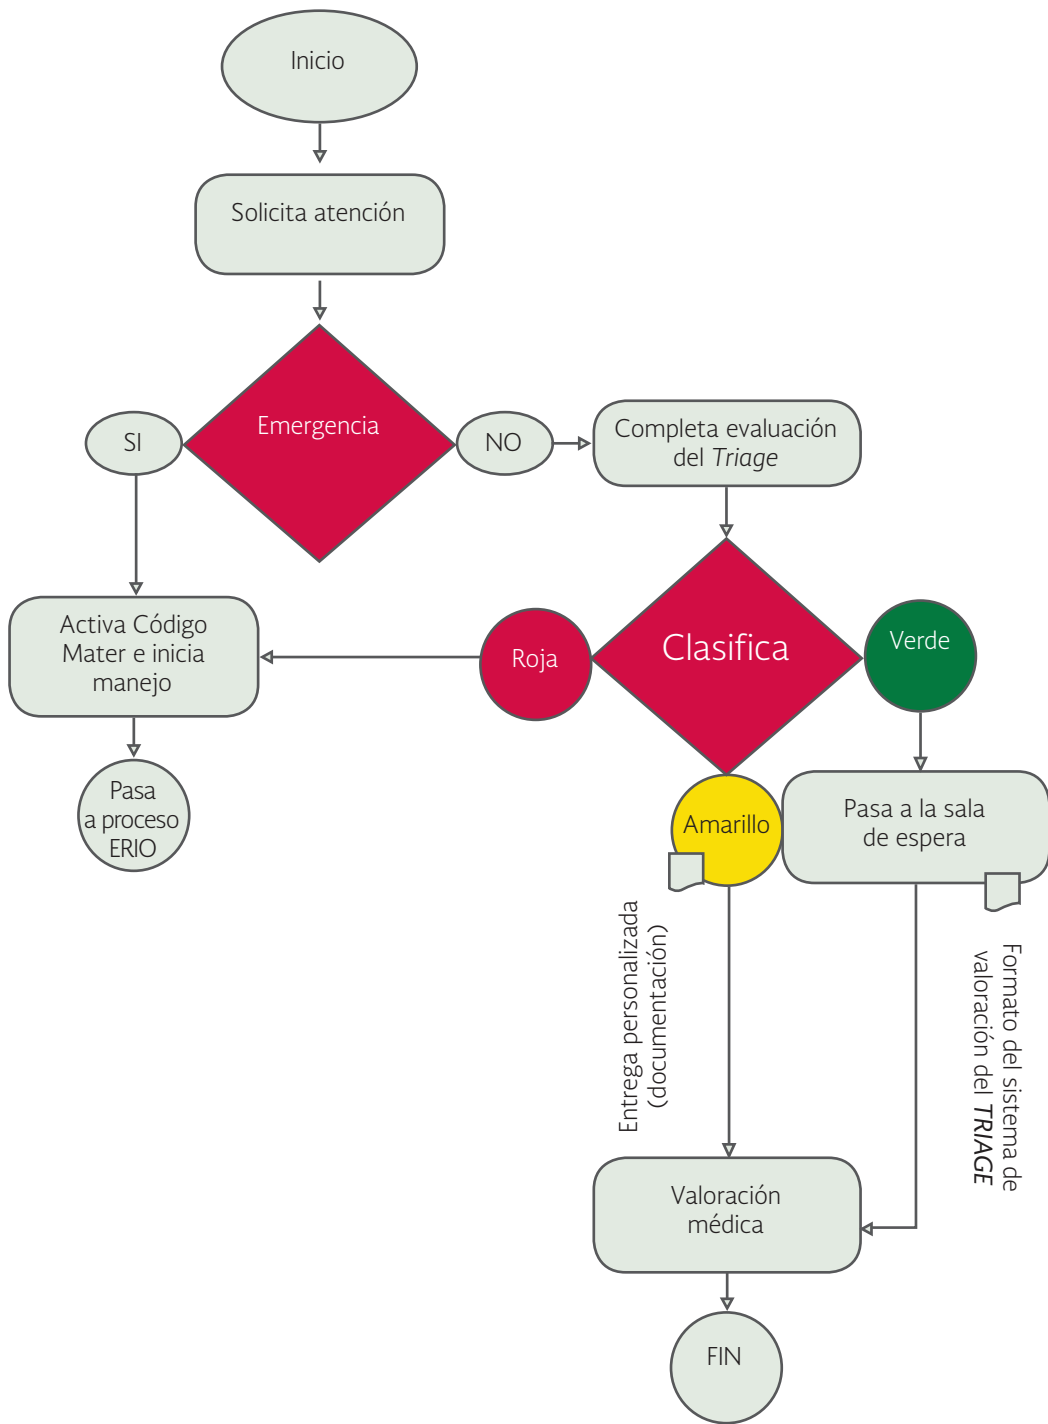 Inicio
Solicita atención
Emergencia
SI
NO
Completa evaluación
del Triage
Activa Código
Mater e inicia
manejo
Roja
Clasifica
Verde
Pasa
a proceso
ERIO
Amarillo
Pasa a la sala
de espera
Entrega personalizada
(documentación)
Formato del sistema de
valoración del TRIAGE
Valoración
médica
FIN